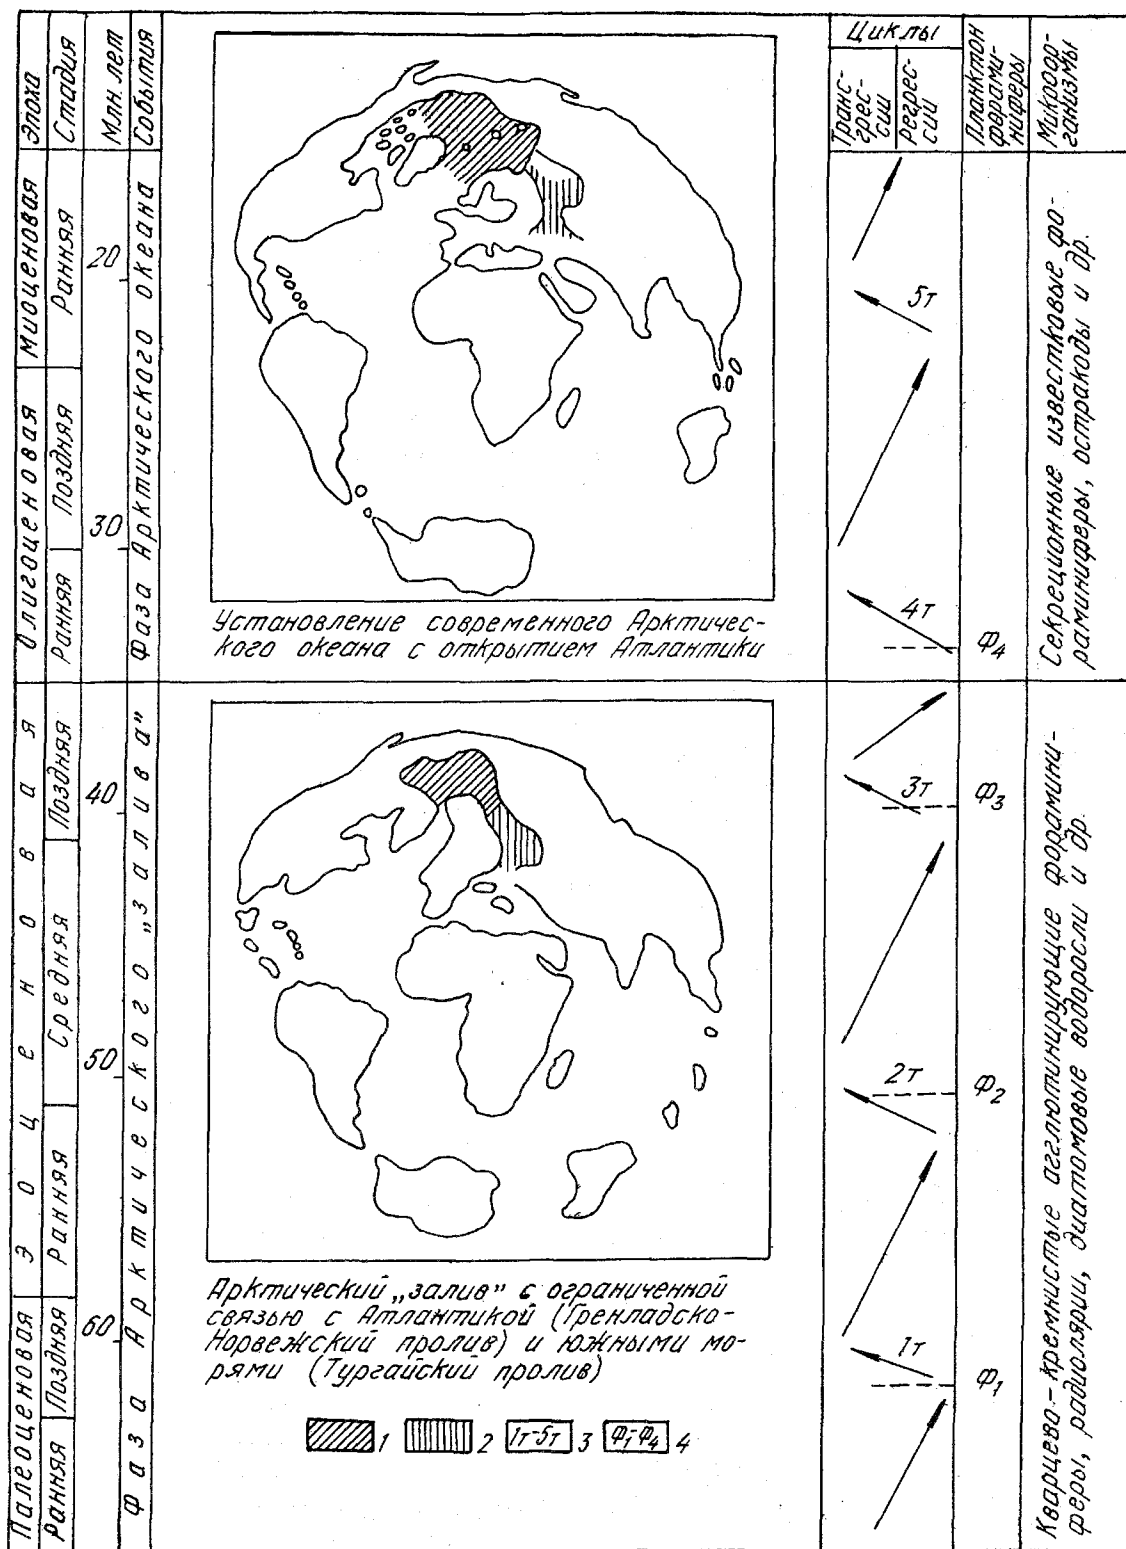 Эпоха
Стадия
Млн. лет
События
Циклы
Транс-
грес-
сии
регрес-
сий
Планктон
ферами-
ниферы
Микроор-
ганизмы
Миоценовая
Ранняя
20
Олигоценовая
Поздняя
30
Ранняя
Фаза Арктического океана
Установление современного Арктичес-
кого океана с открытием Атлантики
5т
4т
Ф4
Секреционные известковые фо-
раминиферы, остракоды и др.
Эоценовая
Поздняя
40
Средняя
50
Ранняя
Палеоценовая
Поздняя
60
Ранняя
Фаза Арктического „залива”
Арктический „залив” с ограниченной
связью с Атлантикой (Гренладско-
Норвежский пролив) и южными мо-
рями (Тургайский пролив)
1
2
1т-5т 3
Ф1-Ф4 4
3т
Ф3
2т
Ф2
1т
Ф1
Кварцево-кремнистые агглютинирующие форамини-
феры, радиолярии, диатомовые водоросли и др.